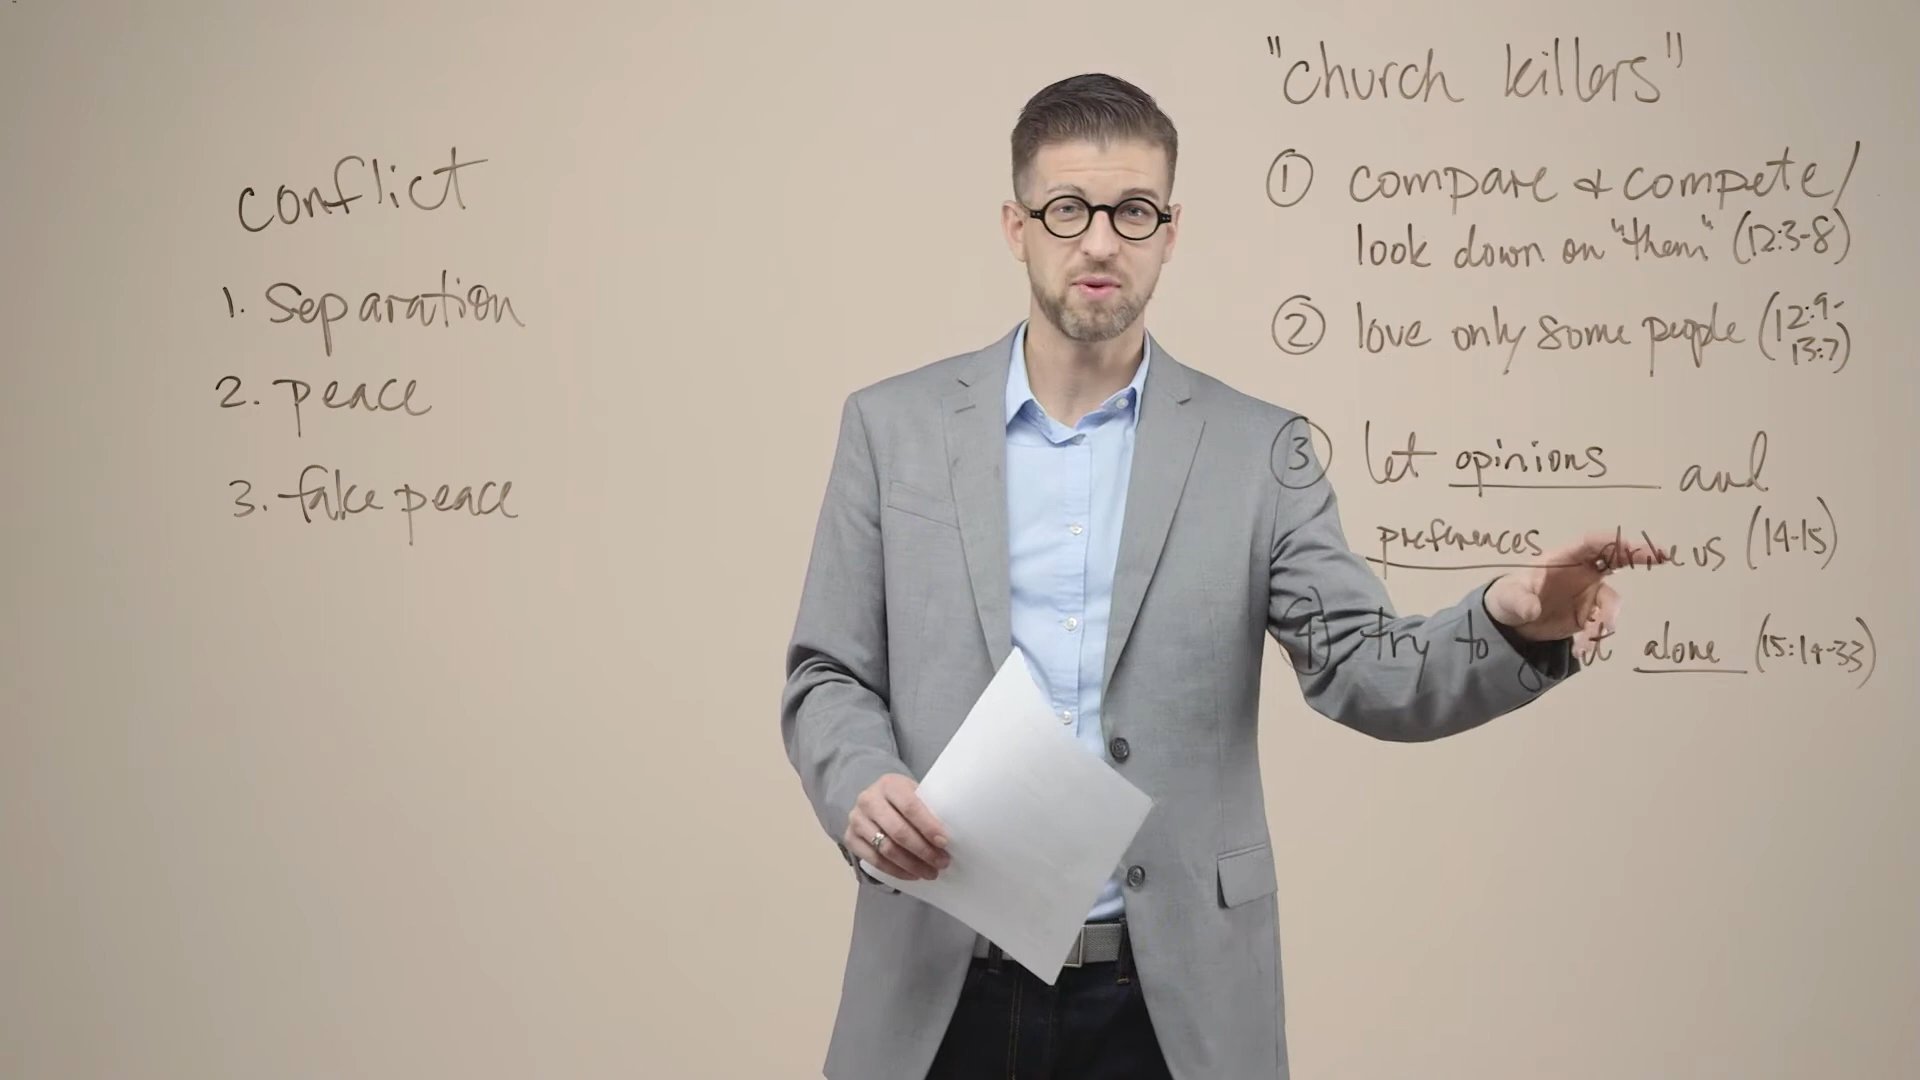 conflict
1. Separation
2. peace
3. fake peace
"church killers"
① compare & compete/
look down on "them" (12:3-8)
② love only some people (12:9-
13:7)
③ let opinions and
preferences drive us (14-15)
④ try to it alone (15:14-33)